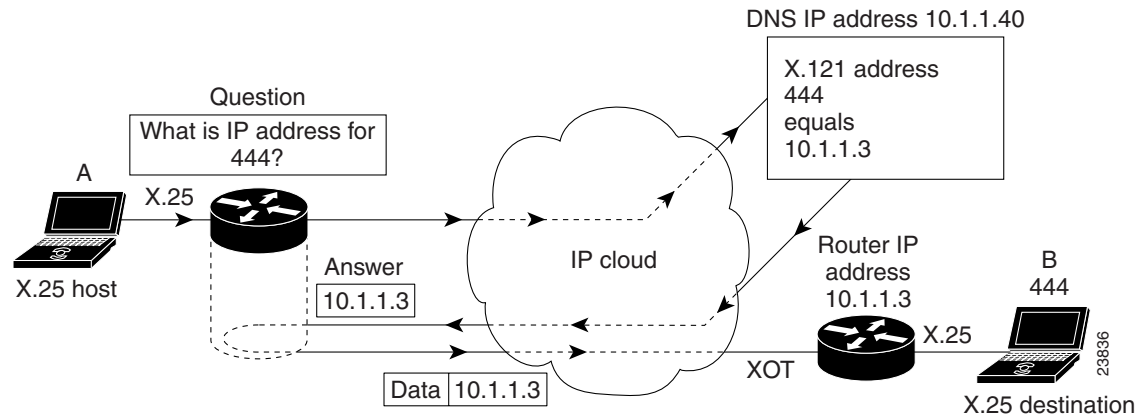 DNS IP address 10.1.1.40
X.121 address
444
equals
10.1.1.3
Question
What is IP address for
444?
A
X.25
X.25 host
IP cloud
Answer
10.1.1.3
Router IP
address
10.1.1.3
B
444
X.25
XOT
Data 10.1.1.3
X.25 destination
23836